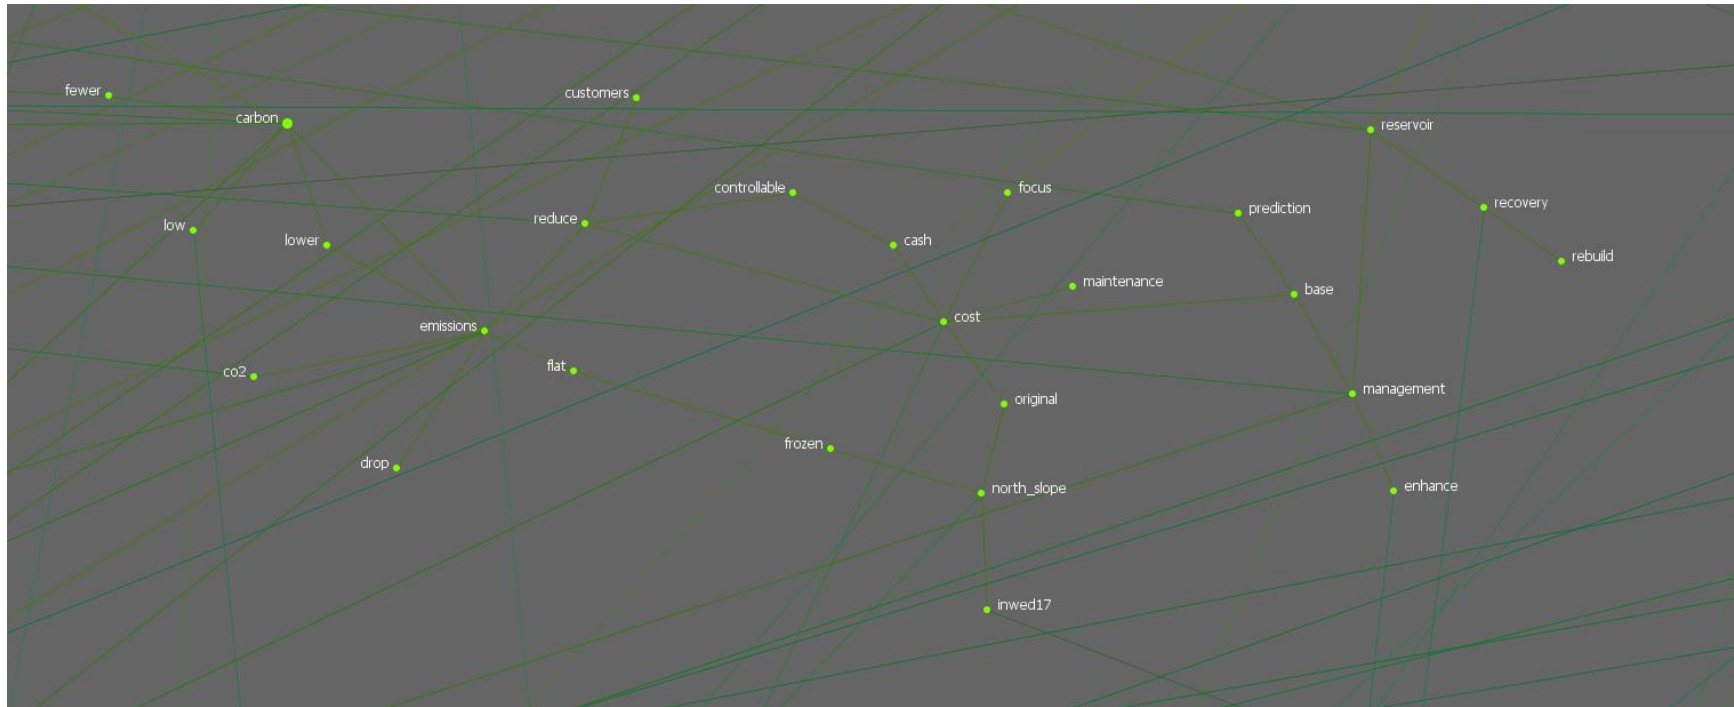 fewer
customers
carbon
reservoir
controllable
focus
low
lower
reduce
prediction
recovery
cash
rebuild
maintenance
base
emissions
cost
co2
flat
management
original
frozen
drop
north_slope
enhance
inwed17